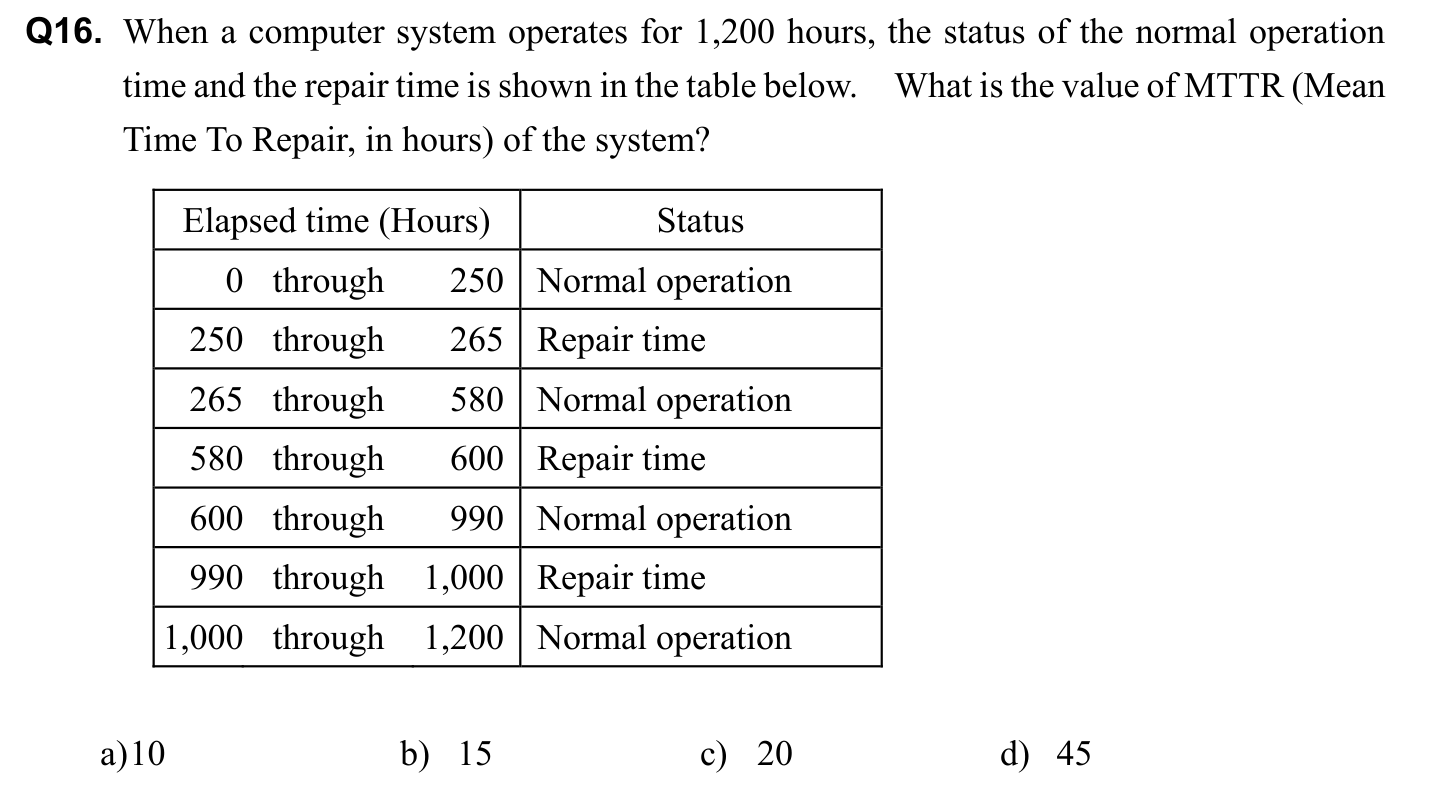 Q16. When a computer system operates for 1,200 hours, the status of the normal operation
time and the repair time is shown in the table below. What is the value of MTTR (Mean
Time To Repair, in hours) of the system?
Elapsed time (Hours) Status
0 through 250 Normal operation
250 through 265 Repair time
265 through 580 Normal operation
580 through 600 Repair time
600 through 990 Normal operation
990 through 1,000 Repair time
1,000 through 1,200 Normal operation
a)10 b) 15 c) 20 d) 45